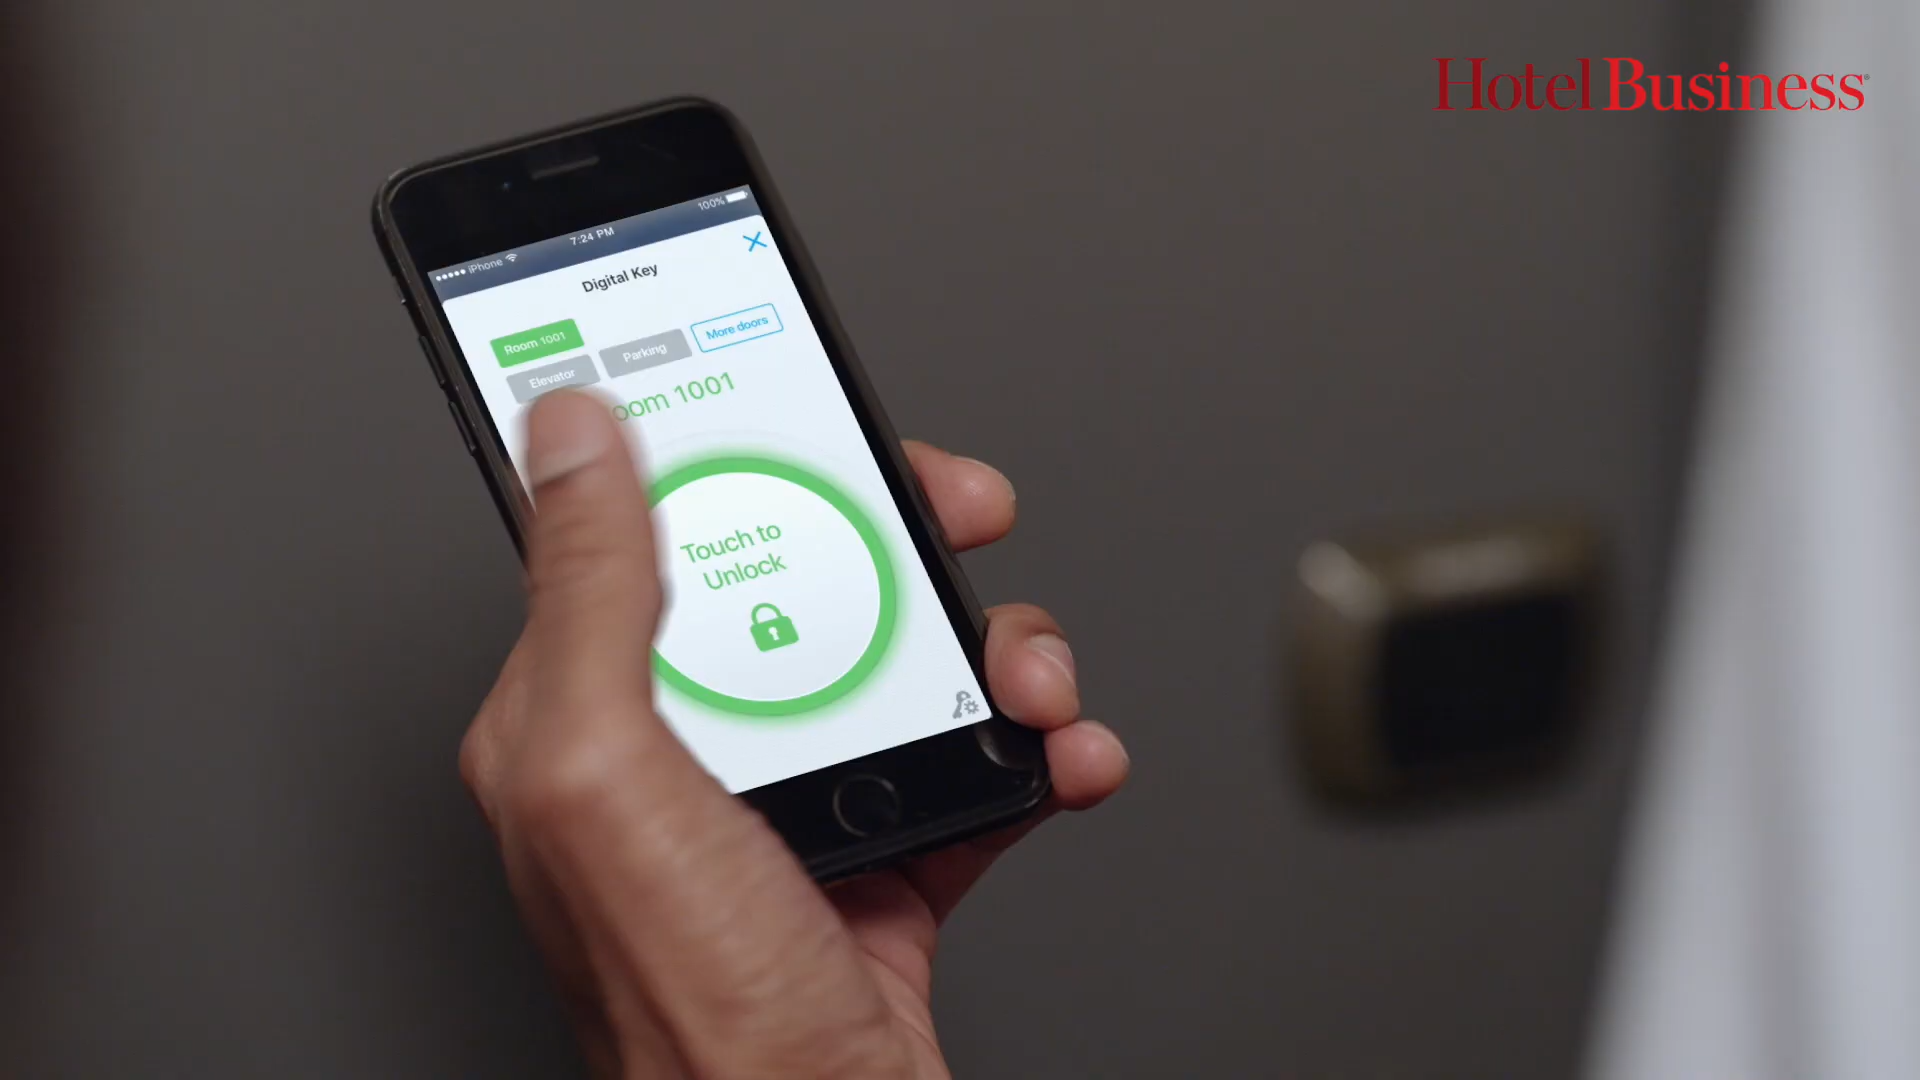 Hotel Business
100%
7:24 PM
iPhone
Digital Key
Room 1001
More doors
Parking
Elevator
oom 1001
Touch to
Unlock